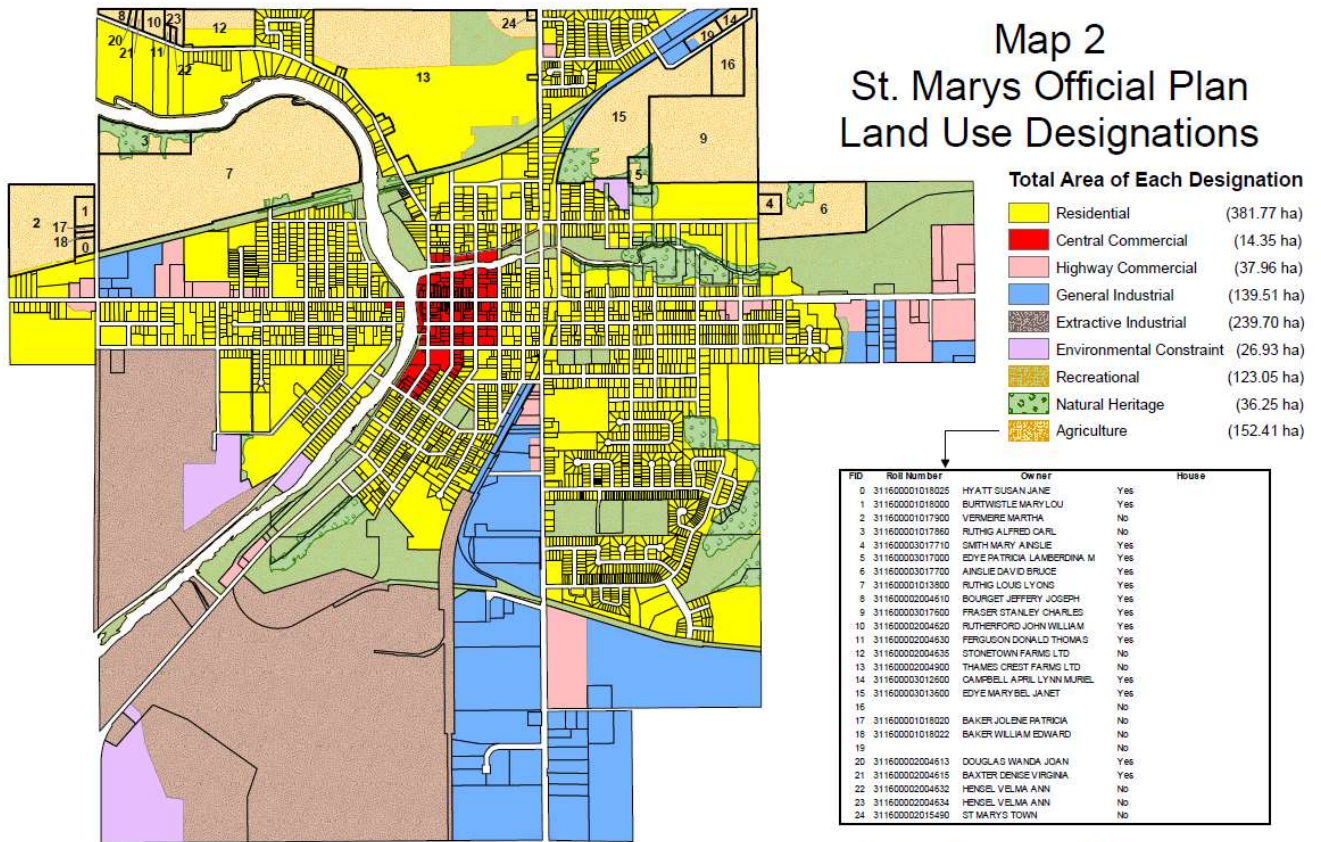 Map 2
St. Marys Official Plan
Land Use Designations
Total Area of Each Designation
Residential (381.77 ha)
Central Commercial (14.35 ha)
Highway Commercial (37.96 ha)
General Industrial (139.51 ha)
Extractive Industrial (239.70 ha)
Environmental Constraint (26.93 ha)
Recreational (123.05 ha)
Natural Heritage (36.25 ha)
Agriculture (152.41 ha)
FID Roll Number Owner House
0 311600001018025 HYATT SUSAN JANE Yes
1 311600001018000 BURTWISTLE MARYLOU Yes
2 311600001017900 VERMEIRE MARTHA No
3 311600001017860 RUTHIG ALFRED CARL No
4 311600003017710 SMITH MARY AINSLIE Yes
5 311600003017000 EDYE PATRICIA LAMBERDINA M Yes
6 311600003017700 AINSLIE DAVID BRUCE Yes
7 311600001013800 RUTHIG LOUIS LYONS Yes
8 311600002004610 BOURGET JEFFERY JOSEPH Yes
9 311600003017600 FRASER STANLEY CHARLES Yes
10 311600002004620 RUTHERFORD JOHN WILLIAM Yes
11 311600002004630 FERGUSON DONALD THOMAS Yes
12 311600002004635 STONETOWN FARMS LTD No
13 311600002004900 THAMES CREST FARMS LTD No
14 311600003012600 CAMPBELL APRIL LYNN MURIEL Yes
15 311600003013600 EDYE MARYBEL JANET Yes
16 No
17 311600001018020 BAKER JOLENE PATRICIA No
18 311600001018022 BAKER WILLIAM EDWARD No
19 No
20 311600002004613 DOUGLAS WANDA JOAN Yes
21 311600002004615 BAXTER DENISE VIRGINIA Yes
22 311600002004632 HENSEL VELMA ANN No
23 311600002004634 HENSEL VELMA ANN No
24 311600002015490 ST MARYS TOWN No
8
10
23
12
24
14
20
21
11
22
19
13
16
15
9
3
7
5
2
1
17
18
0
4
6